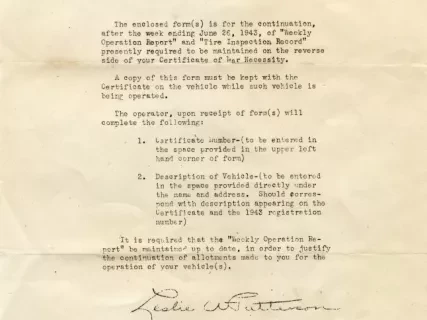 The enclosed form(s) is for the continuation,
after the week ending June 26, 1943, of "Weekly
Operation Report" and "Tire Inspection Record"
presently required to be maintained on the reverse
side of your Certificate of War Necessity.
A copy of this form must be kept with the
Certificate on the vehicle while such vehicle is
being operated.
The operator, upon receipt of form(s) will
complete the following:
1. Certificate Number-(to be entered in
the space provided in the upper left
hand corner of form)
2. Description of Vehicle-(to be entered
in the space provided directly under
the name and address. Should corres-
pond with description appearing on the
Certificate and the 1943 registration
number)
It is required that the "Weekly Operation Re-
port" be maintained up to date, in order to justify
the continuation of allotments made to you for the
operation of your vehicle(s).
Leslie W Patterson